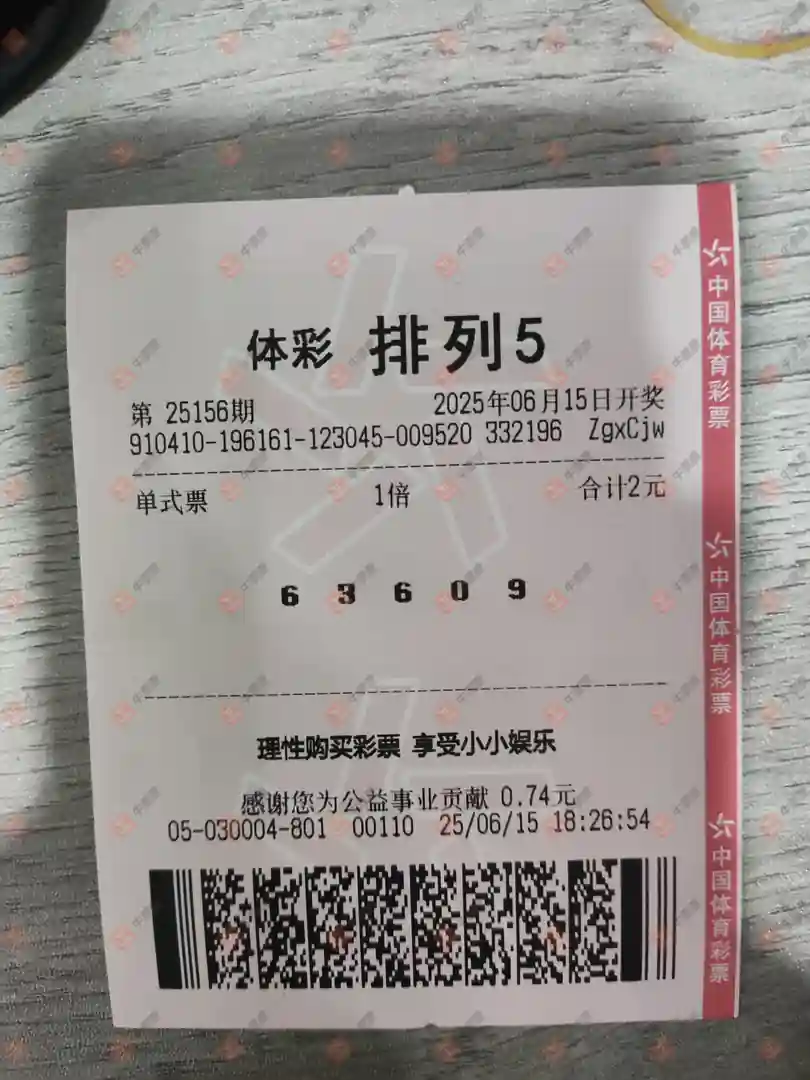 体彩 排列5
第 25156期 2025年06月15日开奖
910410-196161-123045-009520 332196 ZgxCjw
单式票 1倍 合计2元
6 3 6 0 9
理性购买彩票 享受小小娱乐
感谢您为公益事业贡献 0.74元
05-030004-801 00110 25/06/15 18:26:54
中国体育彩票
中国体育彩票
中国体育彩票